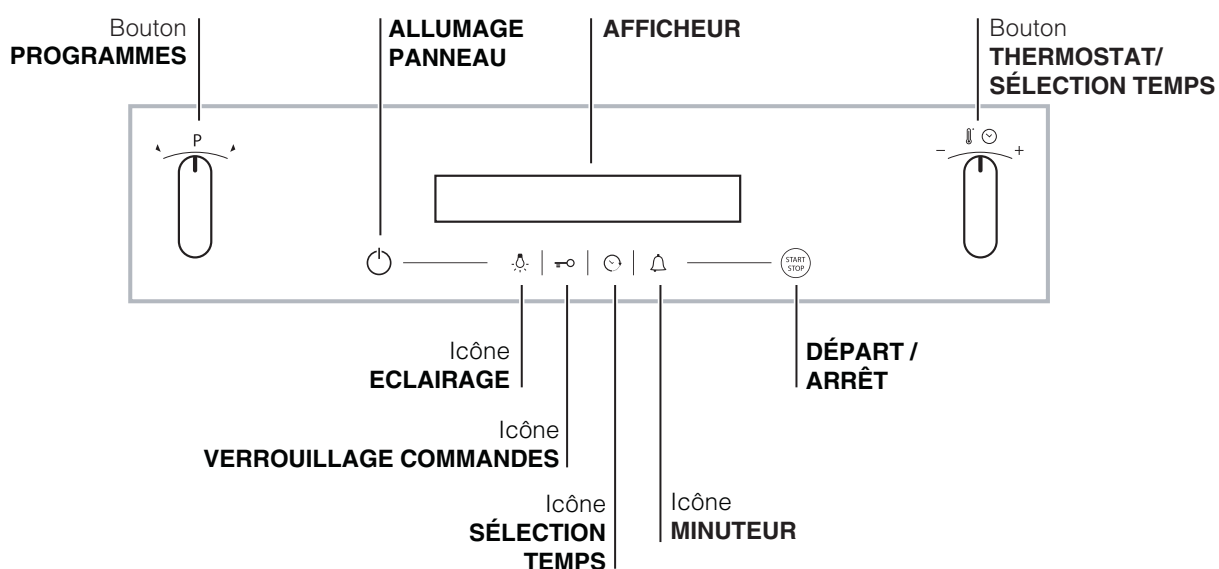 Bouton
PROGRAMMES
ALLUMAGE
PANNEAU
AFFICHEUR
Bouton
THERMOSTAT/
SÉLECTION TEMPS
P
- +
START
STOP
Icône
ECLAIRAGE
DÉPART /
ARRÊT
Icône
VERROUILLAGE COMMANDES
Icône
SÉLECTION
TEMPS
Icône
MINUTEUR